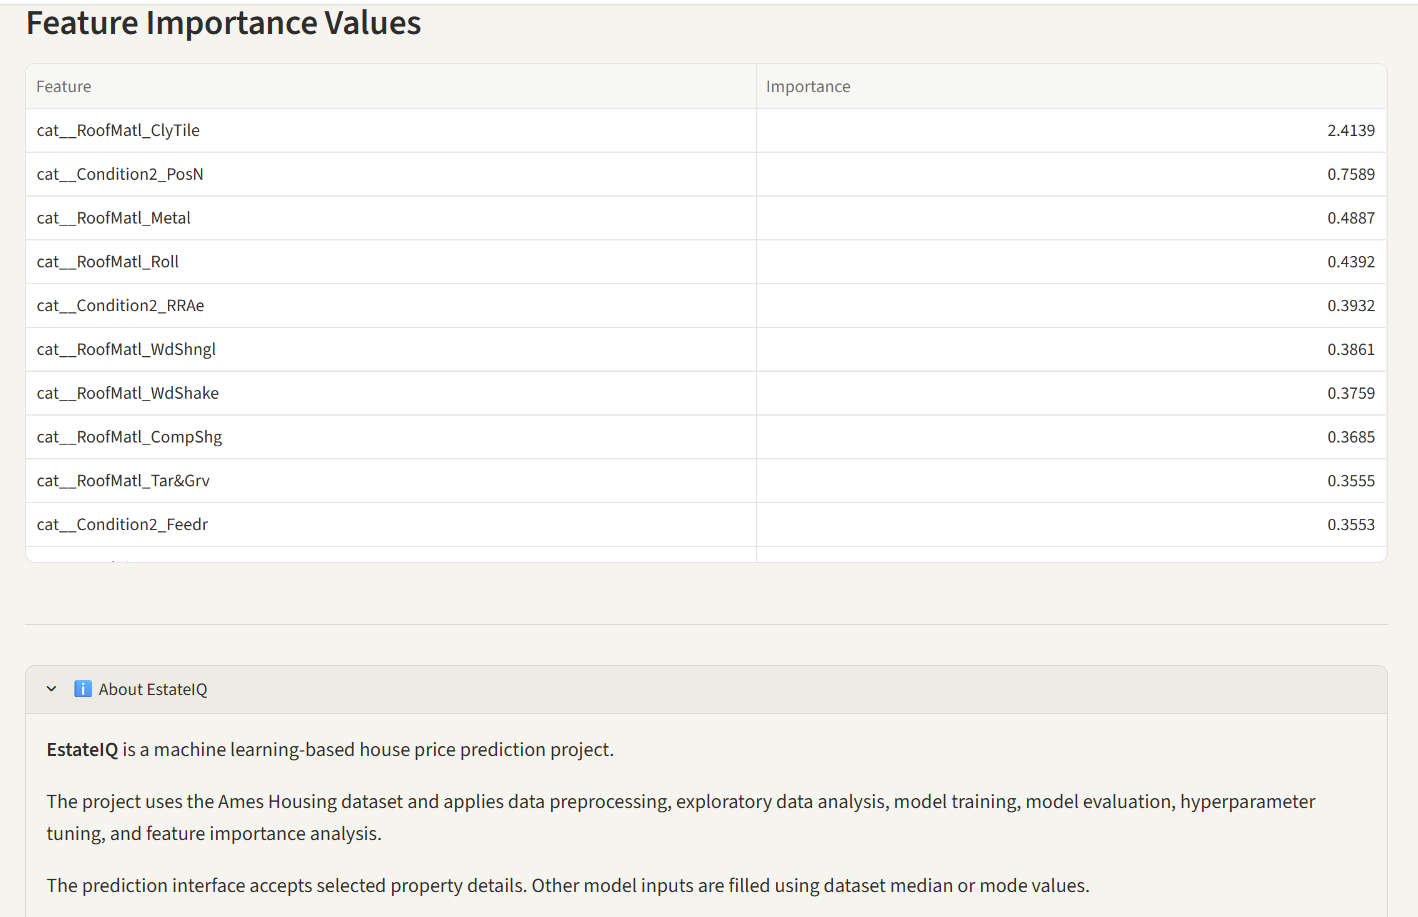 Feature Importance Values
Feature Importance
cat__RoofMatl_ClyTile 2.4139
cat__Condition2_PosN 0.7589
cat__RoofMatl_Metal 0.4887
cat__RoofMatl_Roll 0.4392
cat__Condition2_RRAe 0.3932
cat__RoofMatl_WdShngl 0.3861
cat__RoofMatl_WdShake 0.3759
cat__RoofMatl_CompShg 0.3685
cat__RoofMatl_Tar&Grv 0.3555
cat__Condition2_Feedr 0.3553
About EstateIQ
EstateIQ is a machine learning-based house price prediction project.
The project uses the Ames Housing dataset and applies data preprocessing, exploratory data analysis, model training, model evaluation, hyperparameter
tuning, and feature importance analysis.
The prediction interface accepts selected property details. Other model inputs are filled using dataset median or mode values.